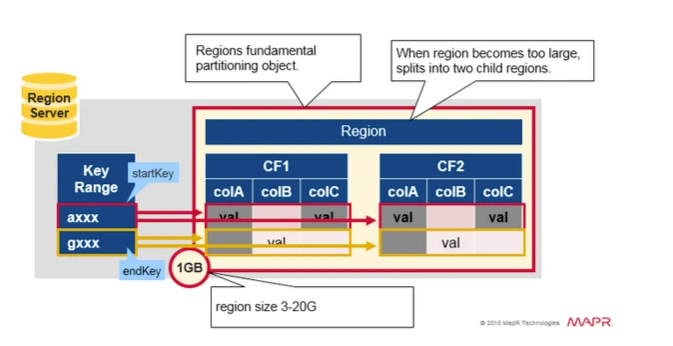 Regions fundamental
partitioning object.
When region becomes too large,
splits into two child regions.
Region
Server
Region
Key
Range
startKey
CF1
CF2
colA colB colC
colA colB colC
axxx
val val
val val
gxxx
val
val
endKey
1GB
region size 3-20G
© 2015 MapR Technologies MAPR